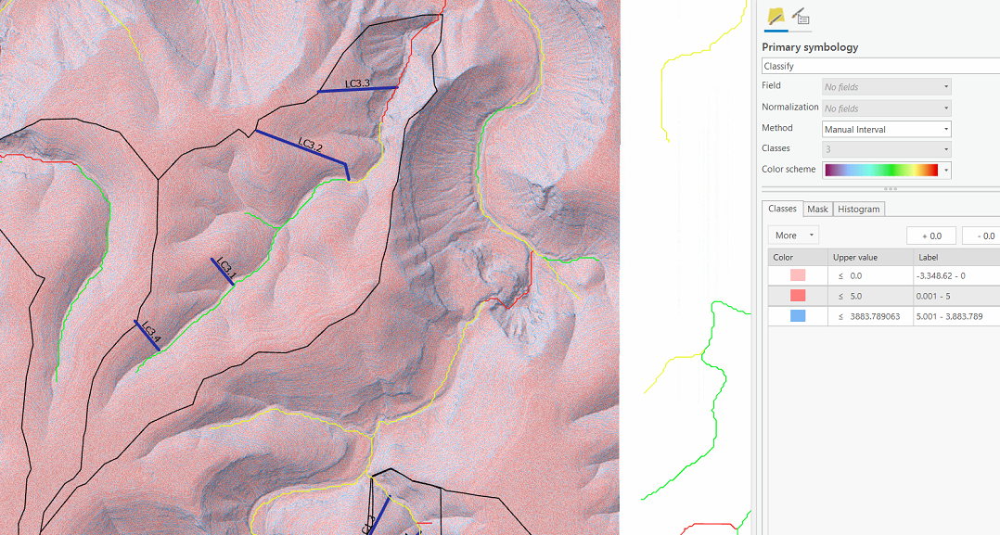 LC3.3
LC3.2
LC3.1
Lc3.4
Primary symbology
Classify
Field
No fields
Normalization
No fields
Method
Manual Interval
Classes
3
Color scheme
Classes
Mask
Histogram
More
+ 0.0
- 0.0
Color
Upper value
Label
≤ 0.0
-3,348.62 - 0
≤ 5.0
0.001 - 5
≤ 3883.789063
5.001 - 3,883.789